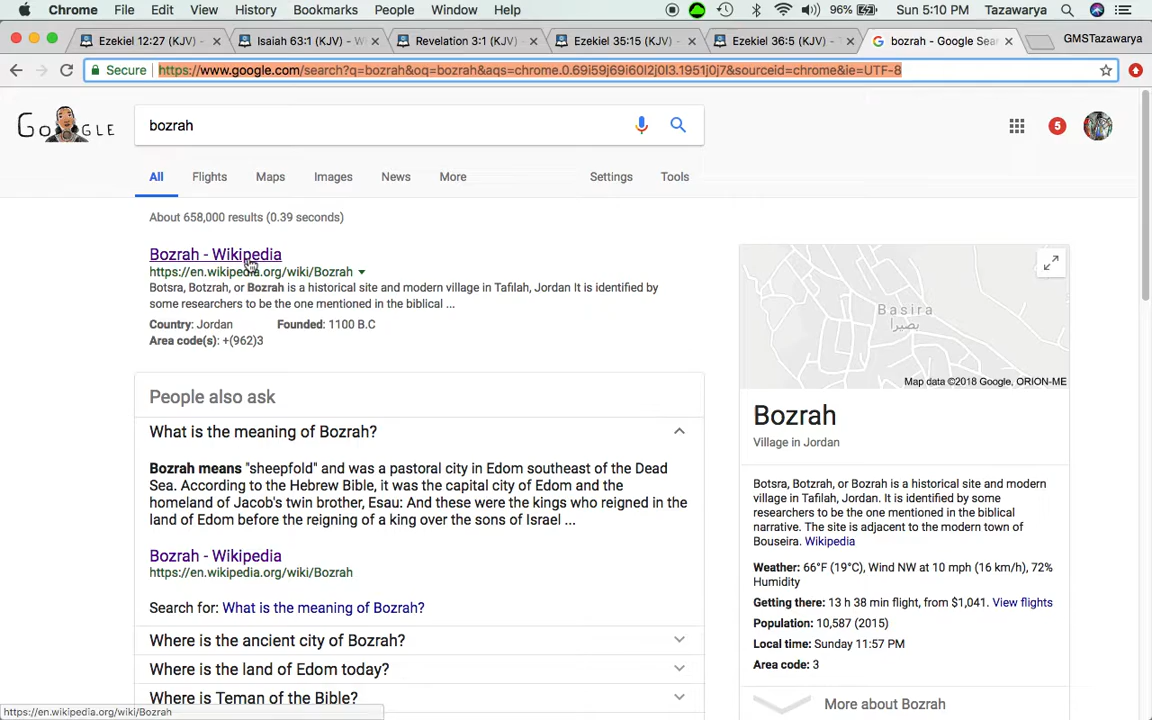 Chrome File Edit View History Bookmarks People Window Help 96% Sun 5:10 PM Tazawarya
Ezekiel 12:27 (KJV) - × Isaiah 63:1 (KJV) - W × Revelation 3:1 (KJV) × Ezekiel 35:15 (KJV) - × Ezekiel 36:5 (KJV) - T × bozrah - Google Sear × GMSTazawarya
Secure https://www.google.com/search?q=bozrah&oq=bozrah&aqs=chrome.0.69i59j69i60l2j0l3.1951j0j7&sourceid=chrome&ie=UTF-8
GOOGLE bozrah 5
All Flights Maps Images News More Settings Tools
About 658,000 results (0.39 seconds)
Bozrah - Wikipedia
https://en.wikipedia.org/wiki/Bozrah
Botsra, Botzrah, or Bozrah is a historical site and modern village in Tafilah, Jordan It is identified by
some researchers to be the one mentioned in the biblical ...
Country: Jordan Founded: 1100 B.C
Area code(s): +(962)3
People also ask
What is the meaning of Bozrah?
Bozrah means "sheepfold" and was a pastoral city in Edom southeast of the Dead
Sea. According to the Hebrew Bible, it was the capital city of Edom and the
homeland of Jacob's twin brother, Esau: And these were the kings who reigned in the
land of Edom before the reigning of a king over the sons of Israel ...
Bozrah - Wikipedia
https://en.wikipedia.org/wiki/Bozrah
Search for: What is the meaning of Bozrah?
Where is the ancient city of Bozrah?
Where is the land of Edom today?
Where is Teman of the Bible?
https://en.wikipedia.org/wiki/Bozrah
Basira
بصيرا
Map data ©2018 Google, ORION-ME
Bozrah
Village in Jordan
Botsra, Botzrah, or Bozrah is a historical site and modern
village in Tafilah, Jordan. It is identified by some
researchers to be the one mentioned in the biblical
narrative. The site is adjacent to the modern town of
Bouseira. Wikipedia
Weather: 66°F (19°C), Wind NW at 10 mph (16 km/h), 72%
Humidity
Getting there: 13 h 38 min flight, from $1,041. View flights
Population: 10,587 (2015)
Local time: Sunday 11:57 PM
Area code: 3
More about Bozrah